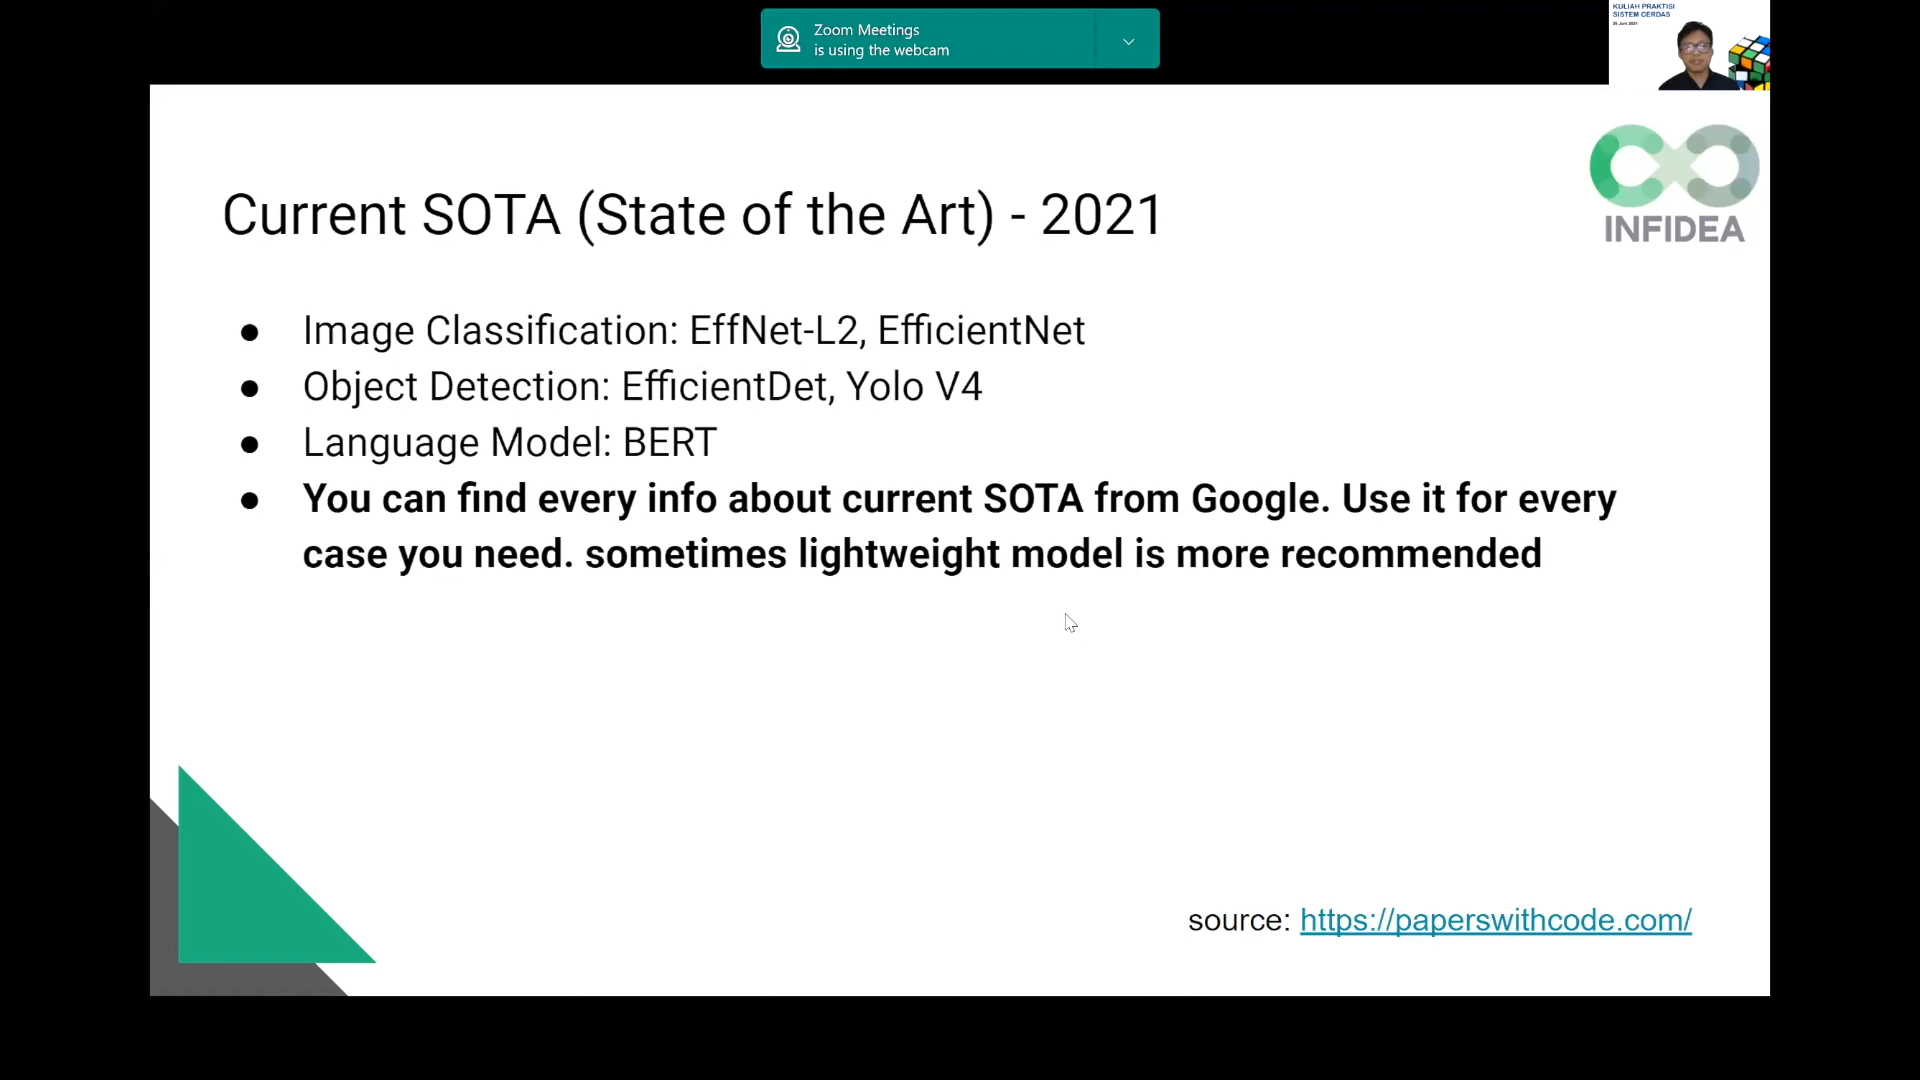 Zoom Meetings
is using the webcam
KULIAH PRAKTISI
SISTEM CERDAS
INFIDEA
Current SOTA (State of the Art) - 2021
● Image Classification: EffNet-L2, EfficientNet
● Object Detection: EfficientDet, Yolo V4
● Language Model: BERT
● You can find every info about current SOTA from Google. Use it for every
case you need. sometimes lightweight model is more recommended
source: https://paperswithcode.com/